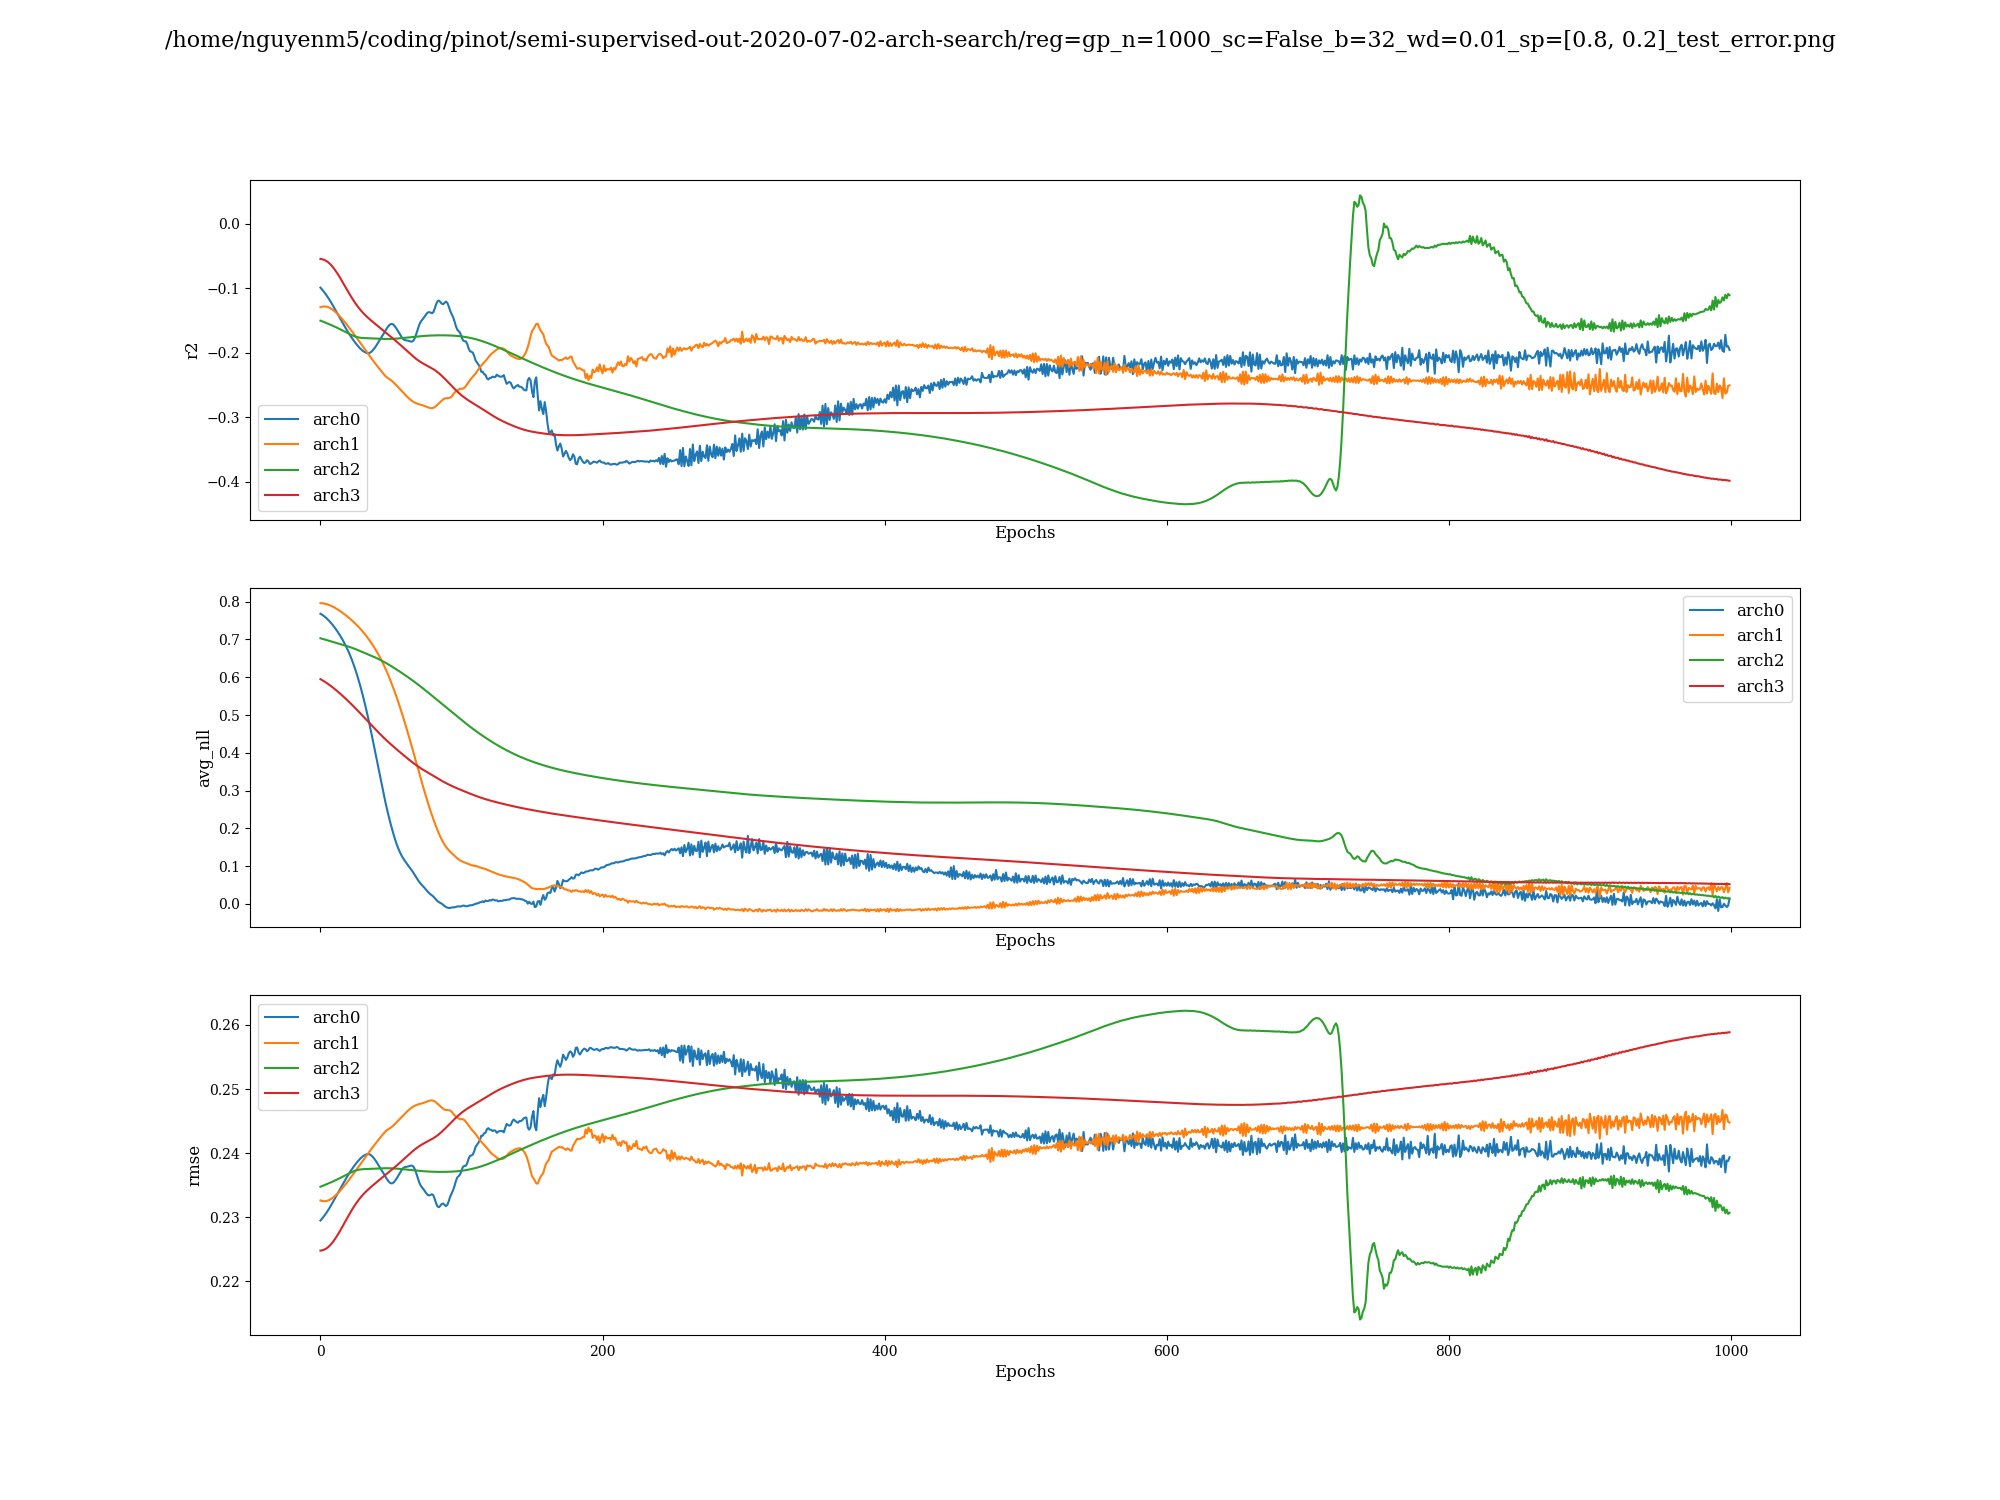 /home/nguyenm5/coding/pinot/semi-supervised-out-2020-07-02-arch-search/reg=gp_n=1000_sc=False_b=32_wd=0.01_sp=[0.8, 0.2]_test_error.png
0.0
−0.1
−0.2
−0.3
−0.4
r2
arch0
arch1
arch2
arch3
Epochs
0.8
0.7
0.6
0.5
0.4
0.3
0.2
0.1
0.0
avg_nll
arch0
arch1
arch2
arch3
Epochs
0.26
0.25
0.24
0.23
0.22
rmse
arch0
arch1
arch2
arch3
0 200 400 600 800 1000
Epochs